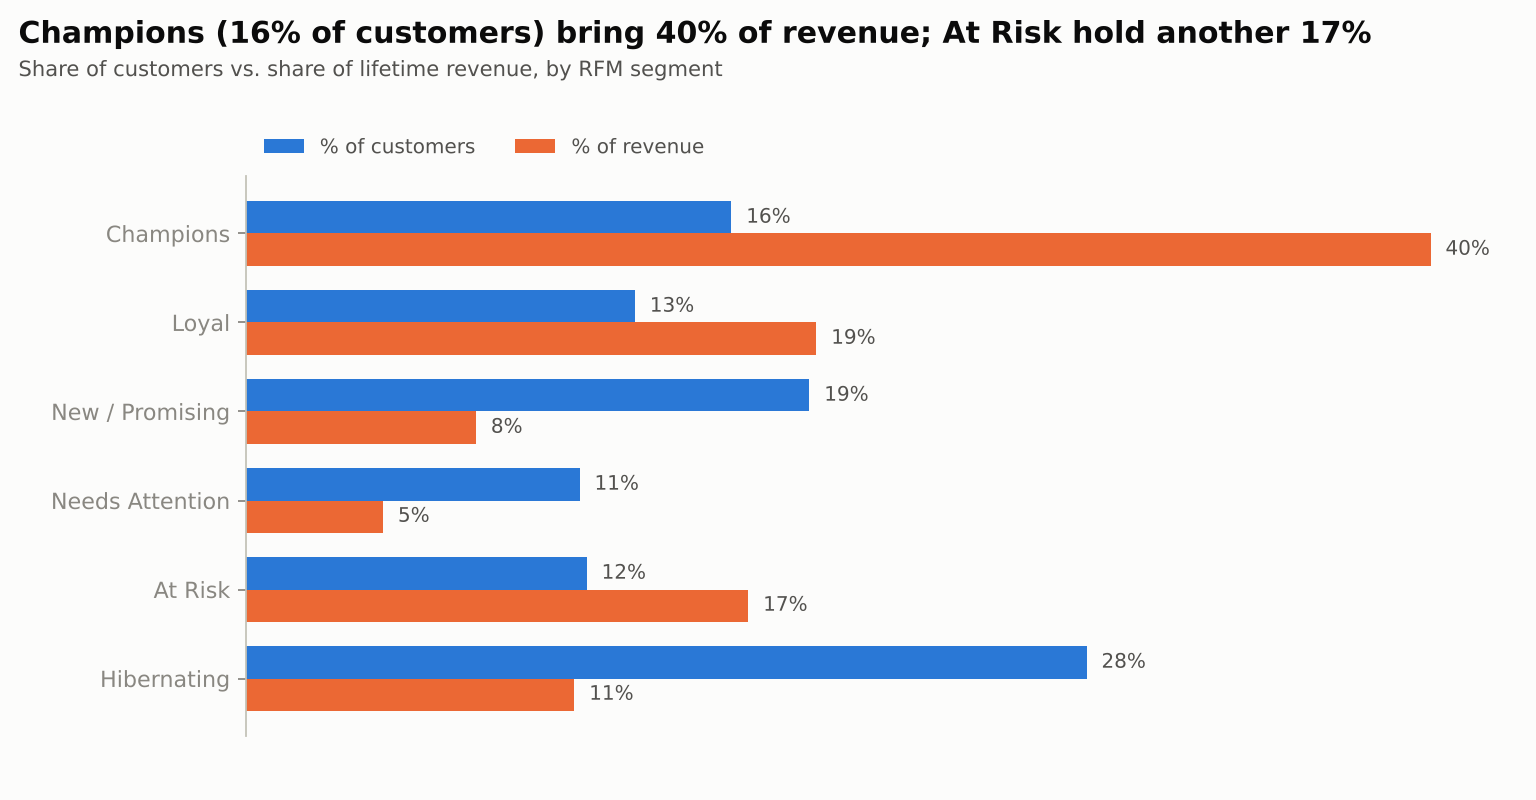 Champions (16% of customers) bring 40% of revenue; At Risk hold another 17%
Share of customers vs. share of lifetime revenue, by RFM segment
% of customers % of revenue
Champions 16% 40%
Loyal 13% 19%
New / Promising 19% 8%
Needs Attention 11% 5%
At Risk 12% 17%
Hibernating 28% 11%